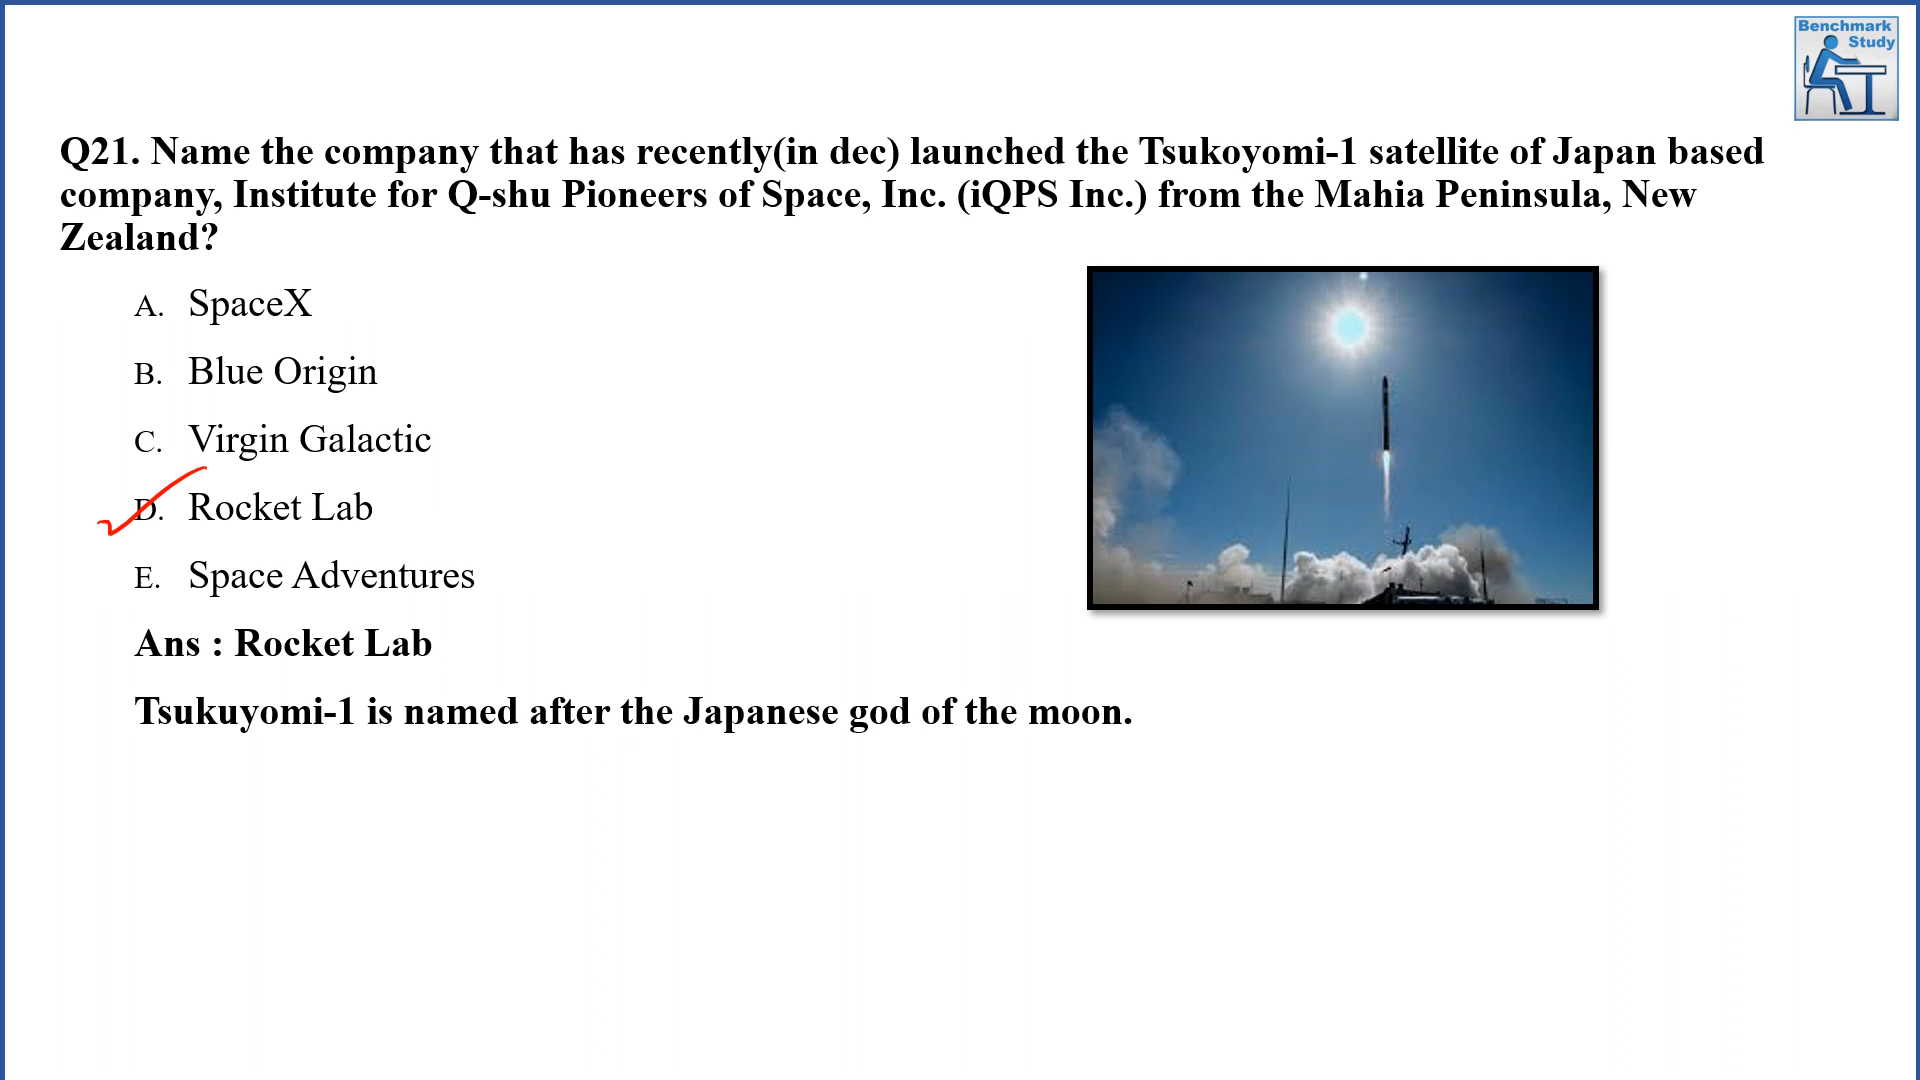 Benchmark
Study
Q21. Name the company that has recently(in dec) launched the Tsukoyomi-1 satellite of Japan based
company, Institute for Q-shu Pioneers of Space, Inc. (iQPS Inc.) from the Mahia Peninsula, New
Zealand?
A. SpaceX
B. Blue Origin
C. Virgin Galactic
D. Rocket Lab
E. Space Adventures
Ans : Rocket Lab
Tsukuyomi-1 is named after the Japanese god of the moon.